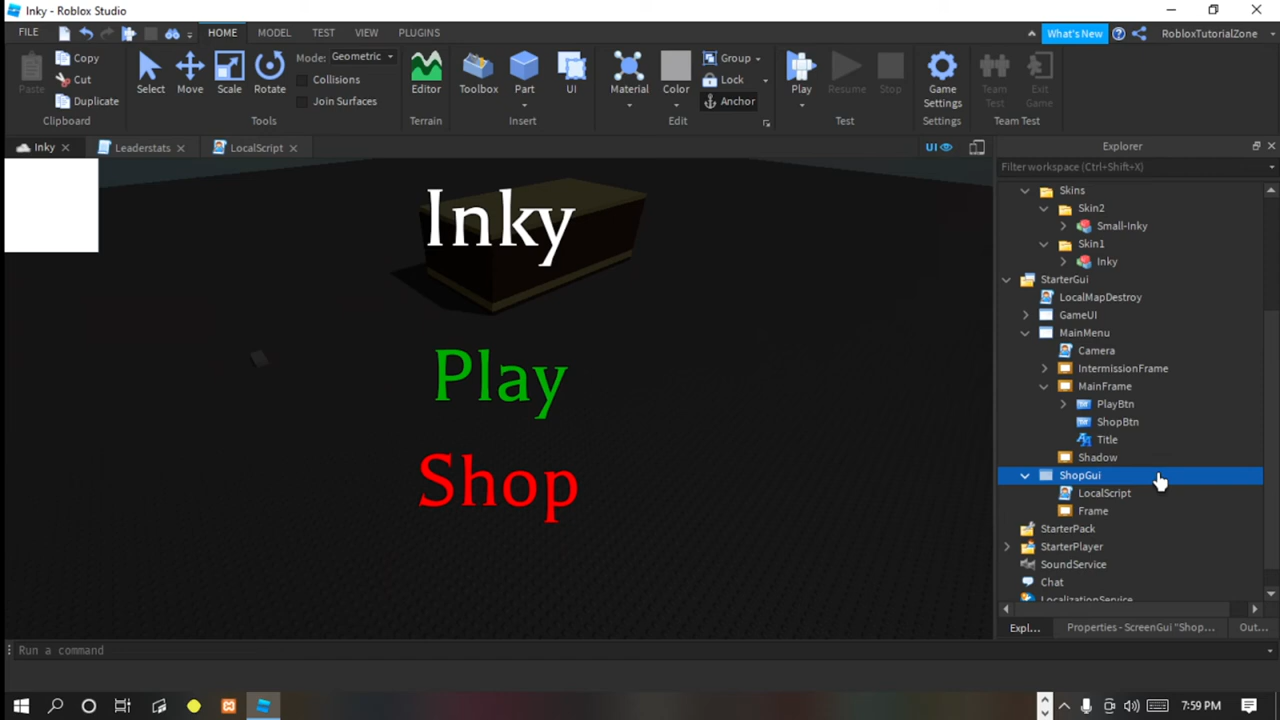 Inky - Roblox Studio
FILE HOME MODEL TEST VIEW PLUGINS What's New RobloxTutorialZone
Paste Copy Cut Duplicate Clipboard
Select Move Scale Rotate Mode: Geometric Collisions Join Surfaces Tools
Editor Terrain
Toolbox Part UI Insert
Material Color Group Lock Anchor Edit
Play Resume Stop Test
Game Settings Settings
Team Test Exit Game Team Test
Inky Leaderstats LocalScript UI
Inky
Play
Shop
Explorer
Filter workspace (Ctrl+Shift+X)
Skins
Skin2
Small-Inky
Skin1
Inky
StarterGui
LocalMapDestroy
GameUI
MainMenu
Camera
IntermissionFrame
MainFrame
PlayBtn
ShopBtn
Title
Shadow
ShopGui
LocalScript
Frame
StarterPack
StarterPlayer
SoundService
Chat
LocalizationService
Expl... Properties - ScreenGui "Shop... Out...
Run a command
7:59 PM